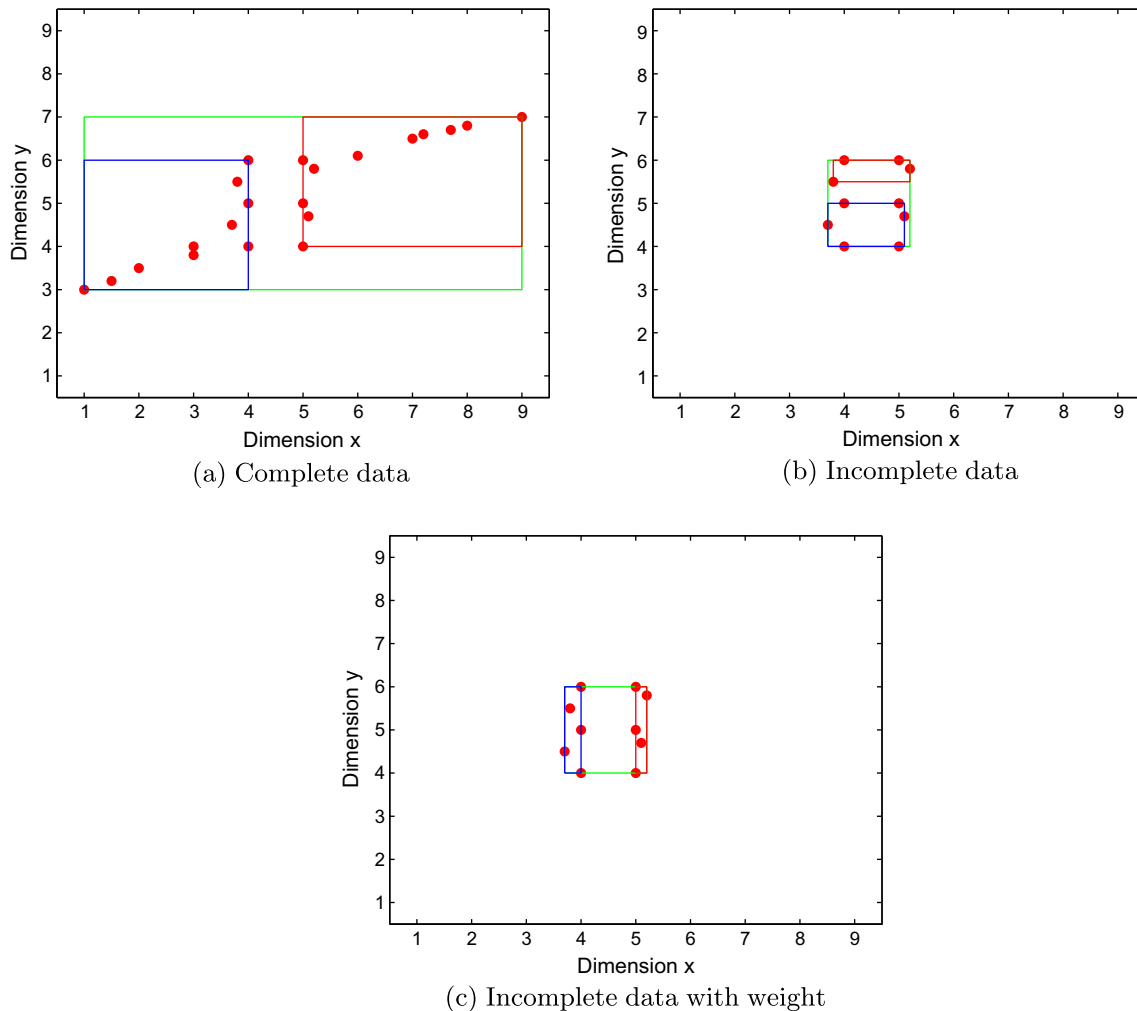 9
8
7
6
5
4
3
2
1
Dimension y
1 2 3 4 5 6 7 8 9
Dimension x
(a) Complete data
9
8
7
6
5
4
3
2
1
Dimension y
1 2 3 4 5 6 7 8 9
Dimension x
(b) Incomplete data
9
8
7
6
5
4
3
2
1
Dimension y
1 2 3 4 5 6 7 8 9
Dimension x
(c) Incomplete data with weight